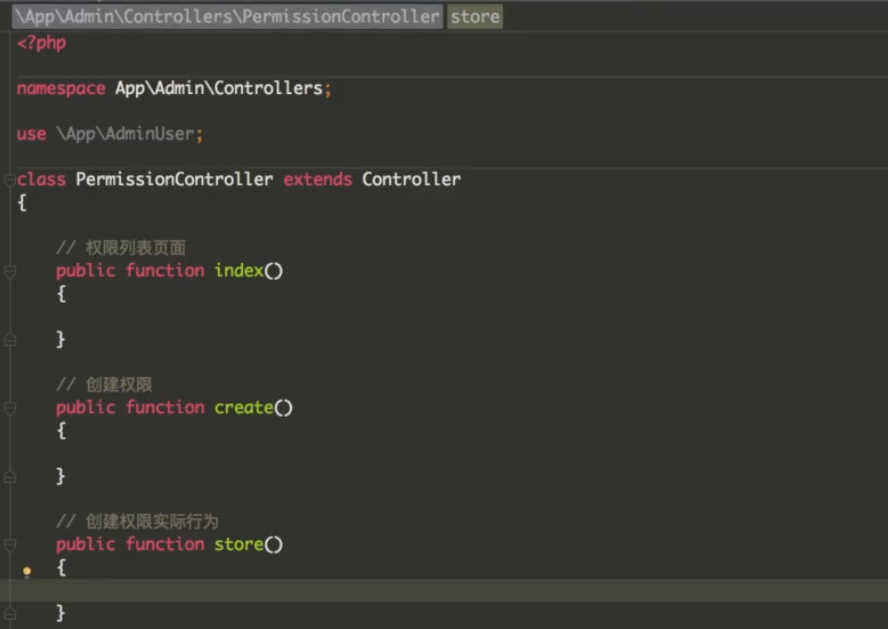 \App\Admin\Controllers\PermissionController store
<?php
namespace App\Admin\Controllers;
use \App\AdminUser;
class PermissionController extends Controller
{
// 权限列表页面
public function index()
{
}
// 创建权限
public function create()
{
}
// 创建权限实际行为
public function store()
{
}